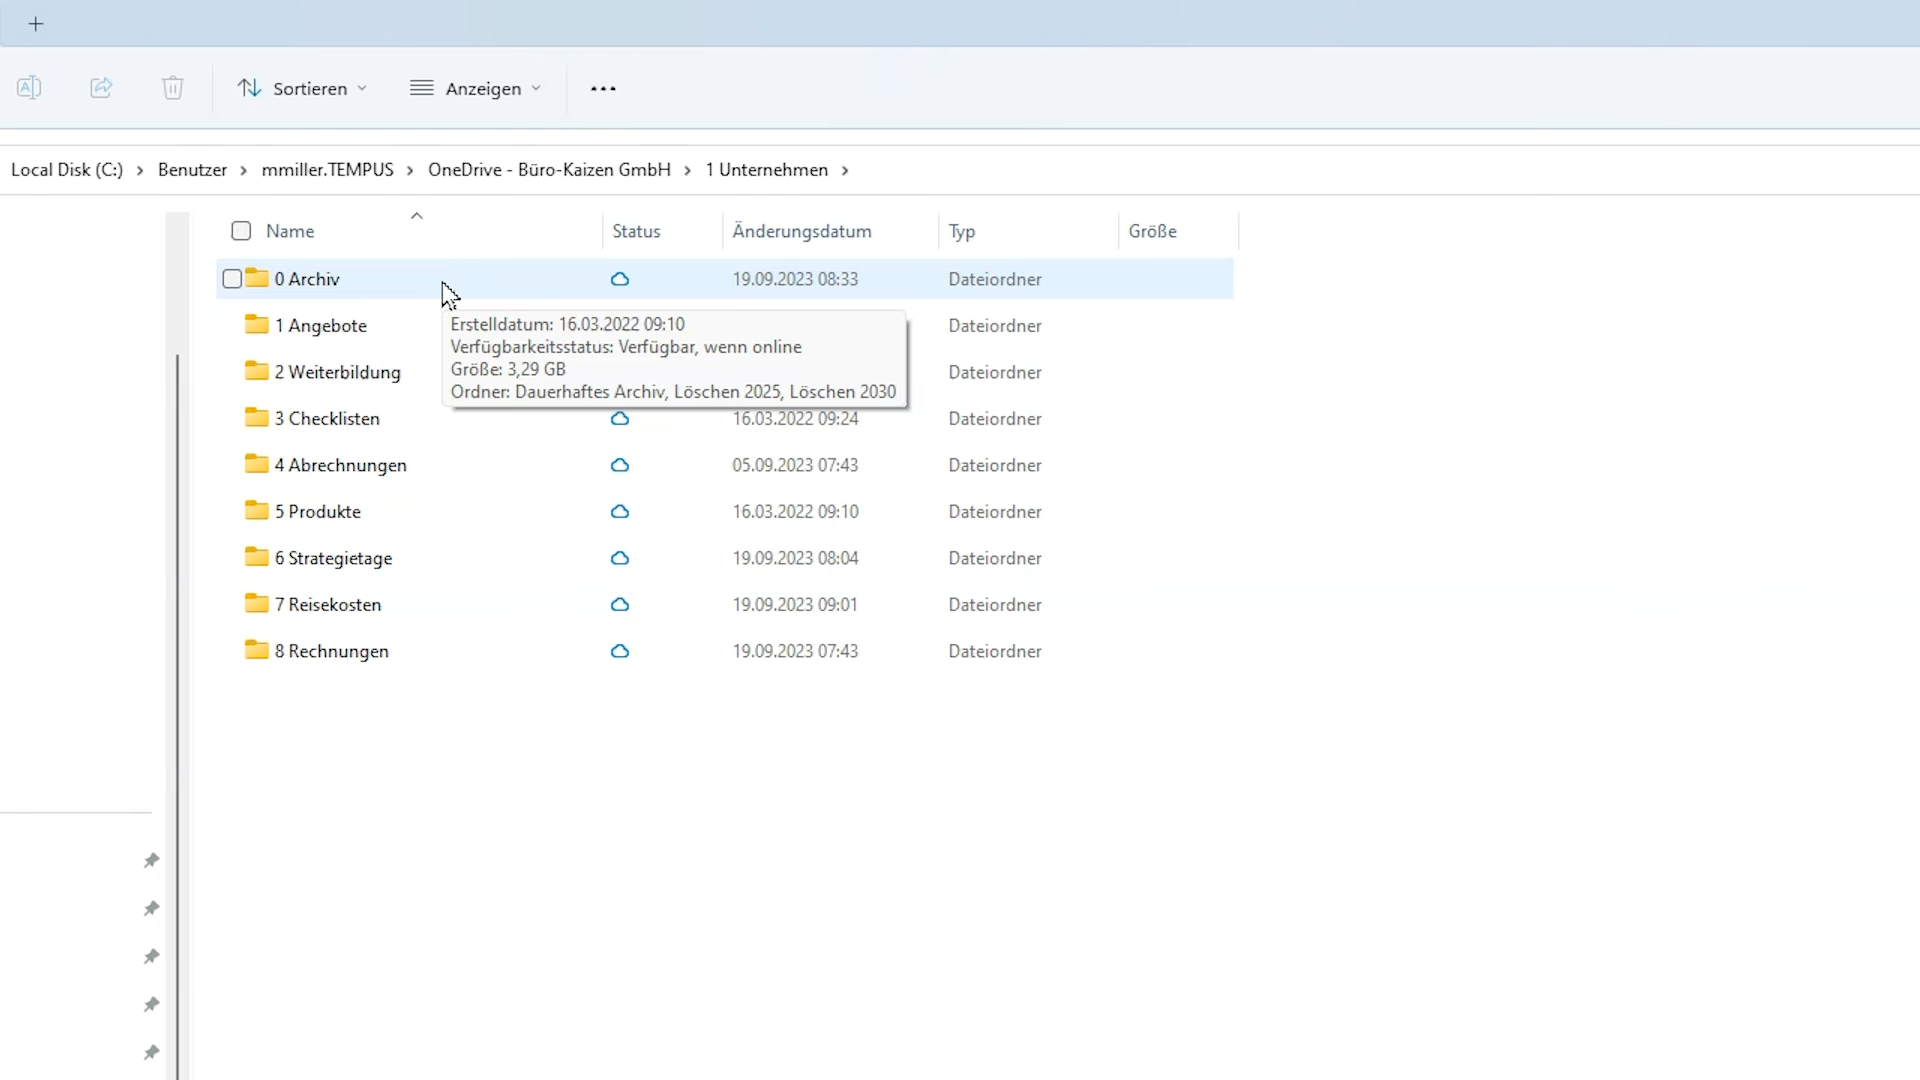 Sortieren
Anzeigen
Local Disk (C:) > Benutzer > mmiller.TEMPUS > OneDrive - Büro-Kaizen GmbH > 1 Unternehmen >
Name Status Änderungsdatum Typ Größe
0 Archiv 19.09.2023 08:33 Dateiordner
1 Angebote Dateiordner
2 Weiterbildung Dateiordner
3 Checklisten 16.03.2022 09:24 Dateiordner
4 Abrechnungen 05.09.2023 07:43 Dateiordner
5 Produkte 16.03.2022 09:10 Dateiordner
6 Strategietage 19.09.2023 08:04 Dateiordner
7 Reisekosten 19.09.2023 09:01 Dateiordner
8 Rechnungen 19.09.2023 07:43 Dateiordner
Erstelldatum: 16.03.2022 09:10
Verfügbarkeitsstatus: Verfügbar, wenn online
Größe: 3,29 GB
Ordner: Dauerhaftes Archiv, Löschen 2025, Löschen 2030